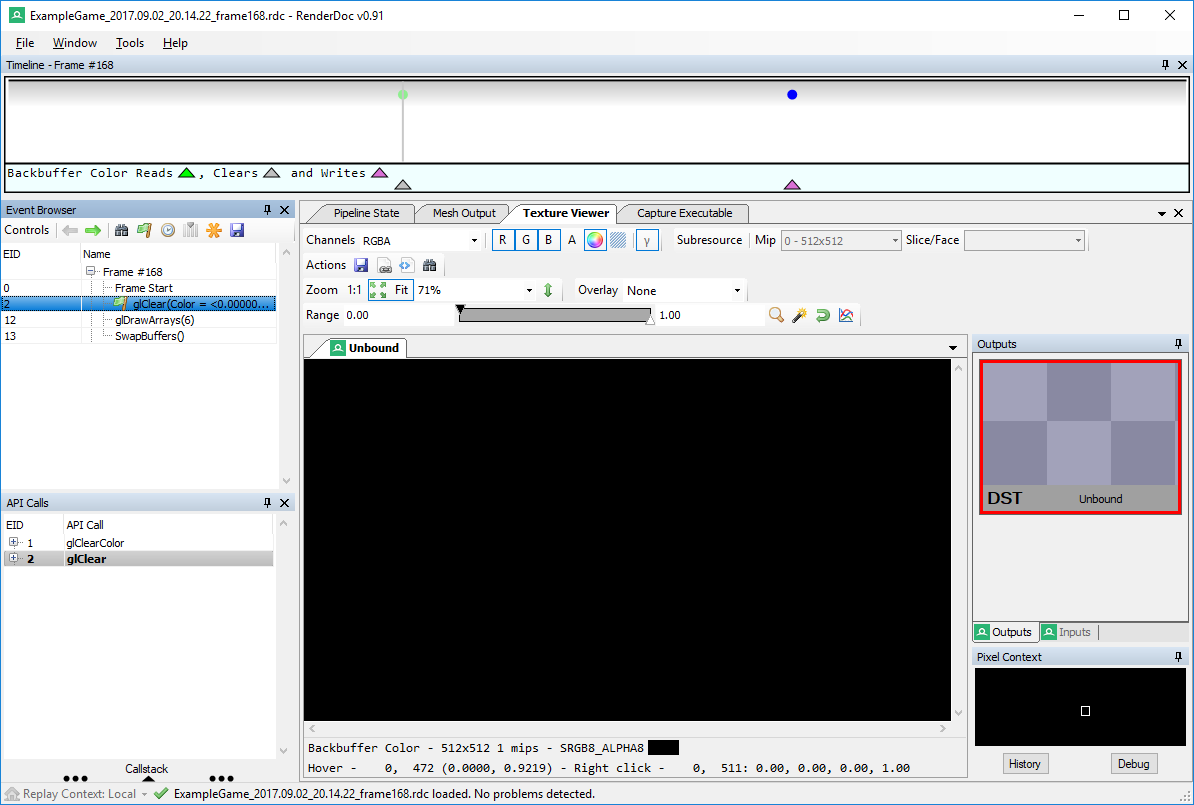 ExampleGame_2017.09.02_20.14.22_frame168.rdc - RenderDoc v0.91
File Window Tools Help
Timeline - Frame #168
Backbuffer Color Reads , Clears and Writes
Event Browser
Controls
EID Name
Frame #168
0 Frame Start
2 glClear(Color = <0.00000...
12 glDrawArrays(6)
13 SwapBuffers()
API Calls
EID API Call
1 glClearColor
2 glClear
Callstack
Pipeline State Mesh Output Texture Viewer Capture Executable
Channels RGBA R G B A γ Subresource Mip 0 - 512x512 Slice/Face
Actions
Zoom 1:1 Fit 71% Overlay None
Range 0.00 1.00
Unbound
Backbuffer Color - 512x512 1 mips - SRGB8_ALPHA8
Hover - 0, 472 (0.0000, 0.9219) - Right click - 0, 511: 0.00, 0.00, 0.00, 1.00
Outputs
DST Unbound
Outputs Inputs
Pixel Context
History Debug
Replay Context: Local ExampleGame_2017.09.02_20.14.22_frame168.rdc loaded. No problems detected.